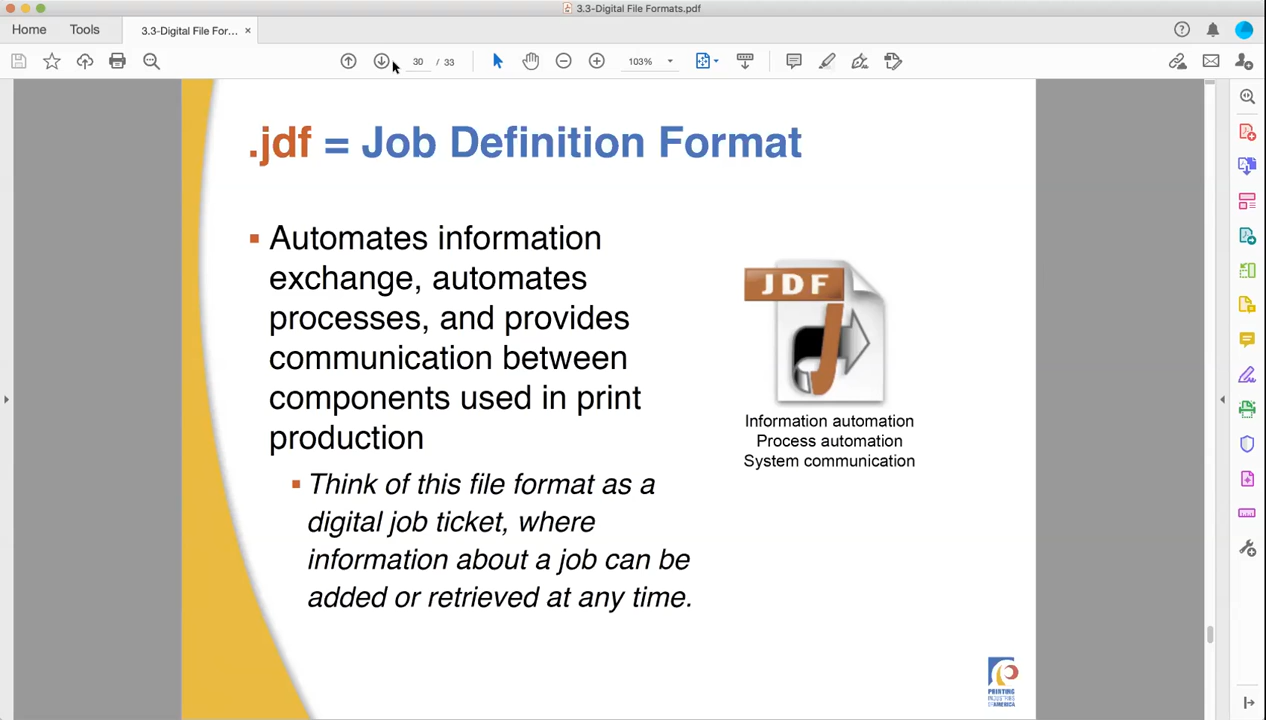 3.3-Digital File Formats.pdf
Home
Tools
3.3-Digital File For...
30 / 33
103%
.jdf = Job Definition Format
Automates information
exchange, automates
processes, and provides
communication between
components used in print
production
Think of this file format as a
digital job ticket, where
information about a job can be
added or retrieved at any time.
JDF
Information automation
Process automation
System communication
PRINTING
INDUSTRIES
OF AMERICA